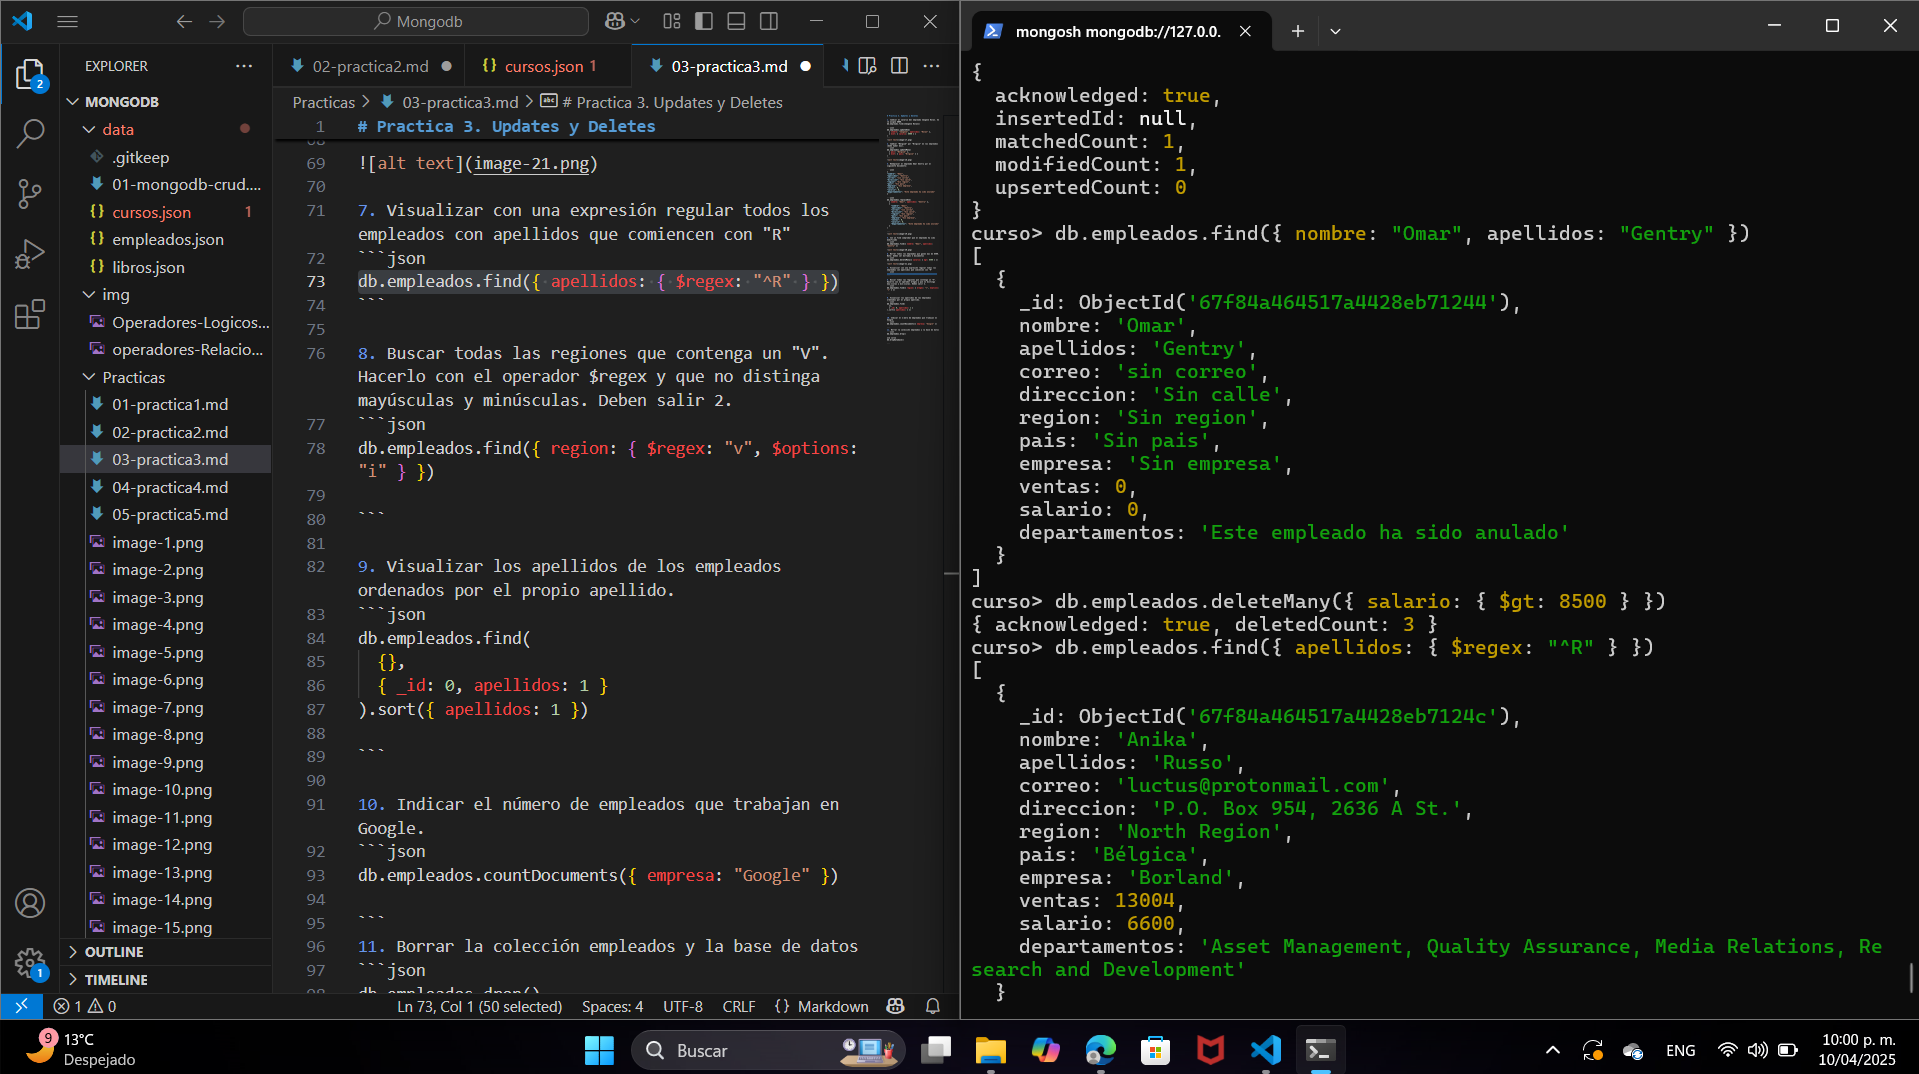 Mongodb
EXPLORER
MONGODB
data
.gitkeep
01-mongodb-crud....
cursos.json 1
empleados.json
libros.json
img
Operadores-Logicos...
operadores-Relacio...
Practicas
01-practica1.md
02-practica2.md
03-practica3.md
04-practica4.md
05-practica5.md
image-1.png
image-2.png
image-3.png
image-4.png
image-5.png
image-6.png
image-7.png
image-8.png
image-9.png
image-10.png
image-11.png
image-12.png
image-13.png
image-14.png
image-15.png
OUTLINE
TIMELINE
2
1
02-practica2.md
cursos.json 1
03-practica3.md
Practicas > 03-practica3.md > # Practica 3. Updates y Deletes
1 # Practica 3. Updates y Deletes
69 ![alt text](image-21.png)
70
71 7. Visualizar con una expresión regular todos los
empleados con apellidos que comiencen con "R"
72 ```json
73 db.empleados.find({ apellidos: { $regex: "^R" } })
74 ```
75
76 8. Buscar todas las regiones que contenga un "V".
Hacerlo con el operador $regex y que no distinga
mayúsculas y minúsculas. Deben salir 2.
77 ```json
78 db.empleados.find({ region: { $regex: "v", $options:
"i" } })
79
80 ```
81
82 9. Visualizar los apellidos de los empleados
ordenados por el propio apellido.
83 ```json
84 db.empleados.find(
85 {},
86 { _id: 0, apellidos: 1 }
87 ).sort({ apellidos: 1 })
88
89 ```
90
91 10. Indicar el número de empleados que trabajan en
Google.
92 ```json
93 db.empleados.countDocuments({ empresa: "Google" })
94
95 ```
96 11. Borrar la colección empleados y la base de datos
97 ```json
98 db.empleados.drop()
1 0
Ln 73, Col 1 (50 selected)
Spaces: 4
UTF-8
CRLF
{} Markdown
mongosh mongodb://127.0.0.
{
acknowledged: true,
insertedId: null,
matchedCount: 1,
modifiedCount: 1,
upsertedCount: 0
}
curso> db.empleados.find({ nombre: "Omar", apellidos: "Gentry" })
[
{
_id: ObjectId('67f84a464517a4428eb71244'),
nombre: 'Omar',
apellidos: 'Gentry',
correo: 'sin correo',
direccion: 'Sin calle',
region: 'Sin region',
pais: 'Sin pais',
empresa: 'Sin empresa',
ventas: 0,
salario: 0,
departamentos: 'Este empleado ha sido anulado'
}
]
curso> db.empleados.deleteMany({ salario: { $gt: 8500 } })
{ acknowledged: true, deletedCount: 3 }
curso> db.empleados.find({ apellidos: { $regex: "^R" } })
[
{
_id: ObjectId('67f84a464517a4428eb7124c'),
nombre: 'Anika',
apellidos: 'Russo',
correo: 'luctus@protonmail.com',
direccion: 'P.O. Box 954, 2636 A St.',
region: 'North Region',
pais: 'Bélgica',
empresa: 'Borland',
ventas: 13004,
salario: 6600,
departamentos: 'Asset Management, Quality Assurance, Media Relations, Re
search and Development'
}
9
13°C
Despejado
Buscar
ENG
10:00 p. m.
10/04/2025